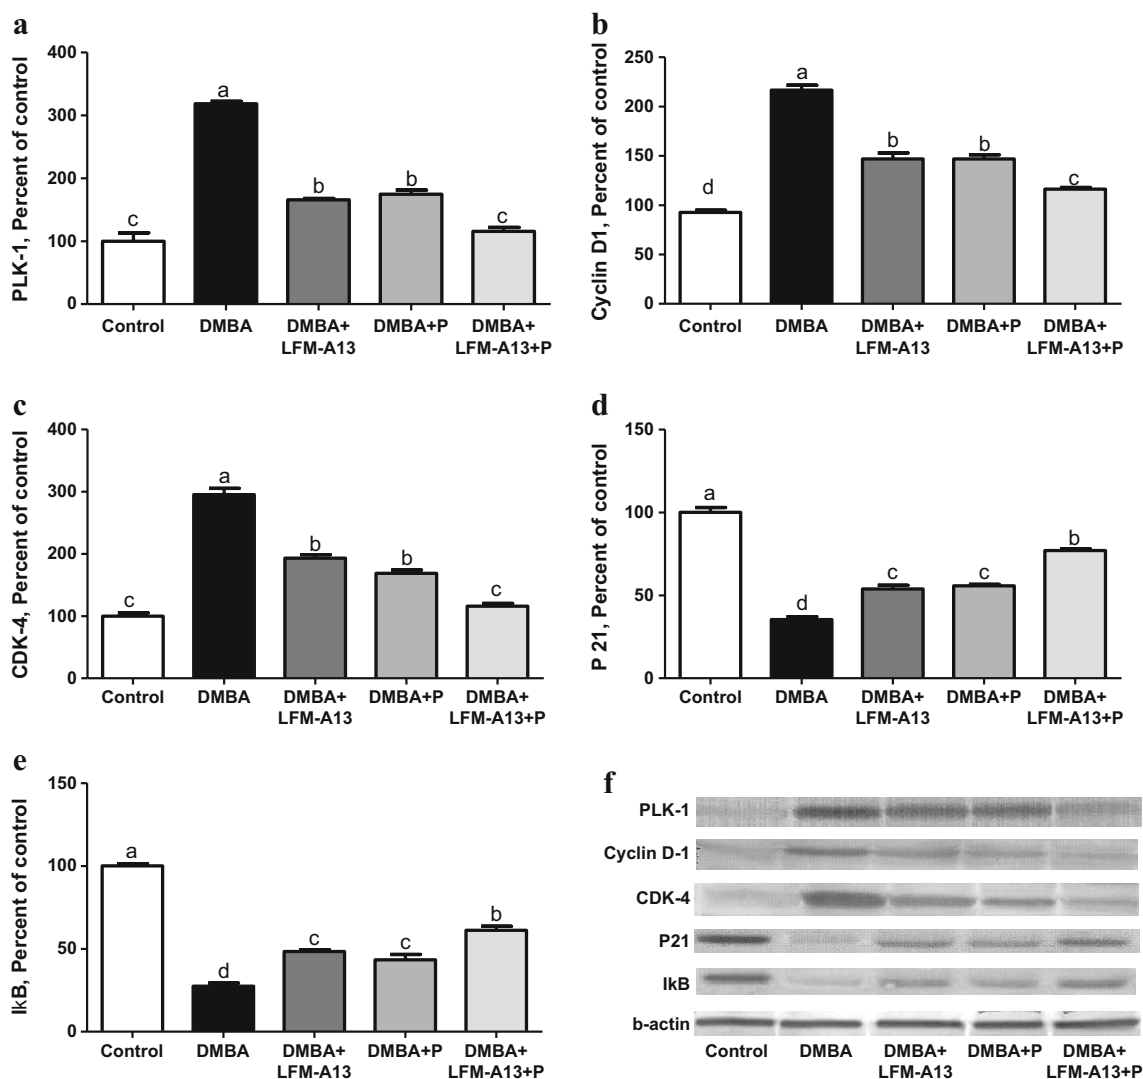 a
PLK-1, Percent of control
400
300
200
100
0
a
b
b
c
c
Control
DMBA
DMBA+
LFM-A13
DMBA+P
DMBA+
LFM-A13+P
b
Cyclin D1, Percent of control
250
200
150
100
50
0
d
a
b
b
c
Control
DMBA
DMBA+
LFM-A13
DMBA+P
DMBA+
LFM-A13+P
c
CDK-4, Percent of control
400
300
200
100
0
c
a
b
b
c
Control
DMBA
DMBA+
LFM-A13
DMBA+P
DMBA+
LFM-A13+P
d
P 21, Percent of control
150
100
50
0
a
d
c
c
b
Control
DMBA
DMBA+
LFM-A13
DMBA+P
DMBA+
LFM-A13+P
e
IkB, Percent of control
150
100
50
0
a
d
c
c
b
Control
DMBA
DMBA+
LFM-A13
DMBA+P
DMBA+
LFM-A13+P
f
PLK-1
Cyclin D-1
CDK-4
P21
IkB
b-actin
Control
DMBA
DMBA+
LFM-A13
DMBA+P
DMBA+
LFM-A13+P